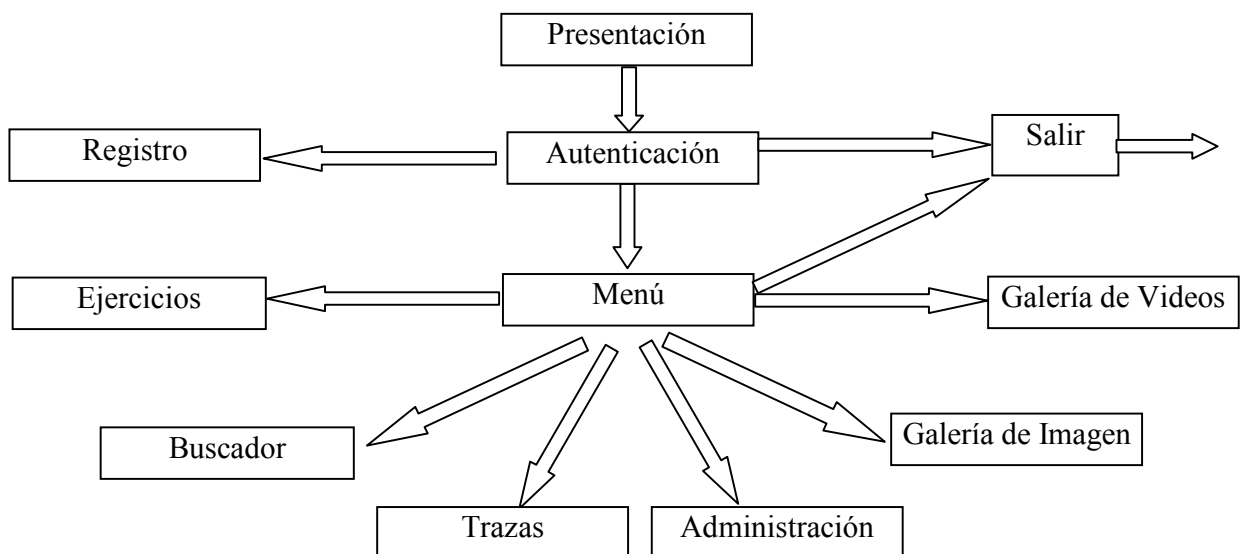 Presentación
Registro
Autenticación
Salir
Ejercicios
Menú
Galería de Videos
Buscador
Galería de Imagen
Trazas
Administración